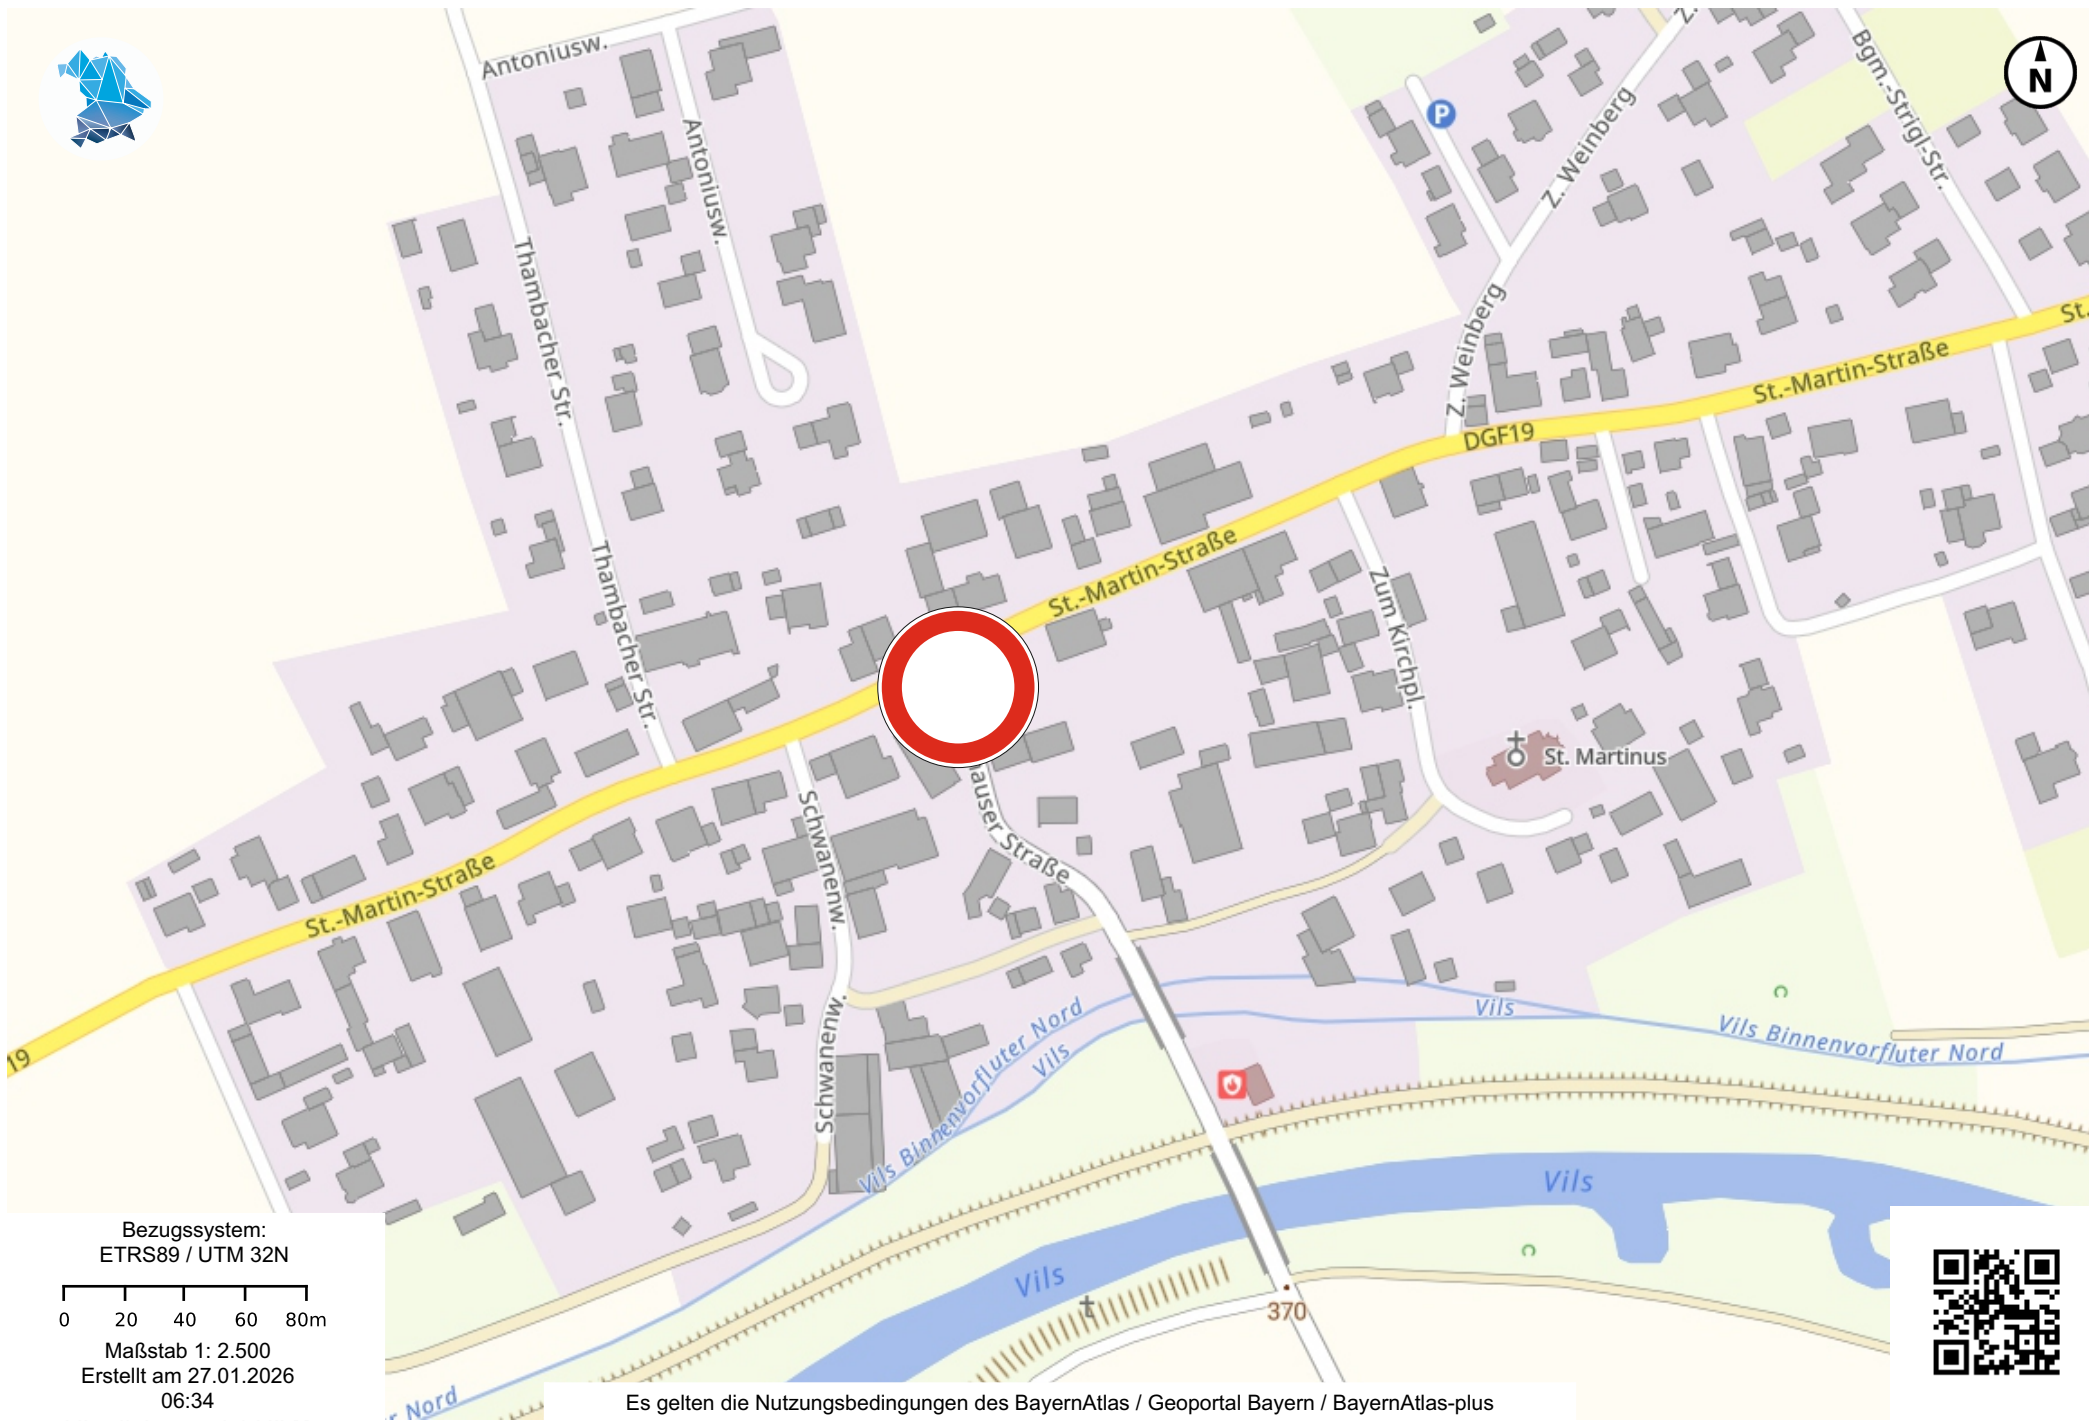 Antoniusw.
Antoniusw.
Z. Weinberg
Bgm.-Strigl-Str.
N
P
Thambacher Str.
Z. Weinberg
St.
St.-Martin-Straße
DGF19
St.-Martin-Straße
Thambacher Str.
Zum Kirchpl.
St. Martinus
Schwanenw.
auser Straße
St.-Martin-Straße
19
Schwanenw.
Vils Binnenvorfluter Nord
Vils
Vils
Vils Binnenvorfluter Nord
Vils
Vils
370
Nord
Bezugssystem:
ETRS89 / UTM 32N
0 20 40 60 80m
Maßstab 1: 2.500
Erstellt am 27.01.2026
06:34
Es gelten die Nutzungsbedingungen des BayernAtlas / Geoportal Bayern / BayernAtlas-plus